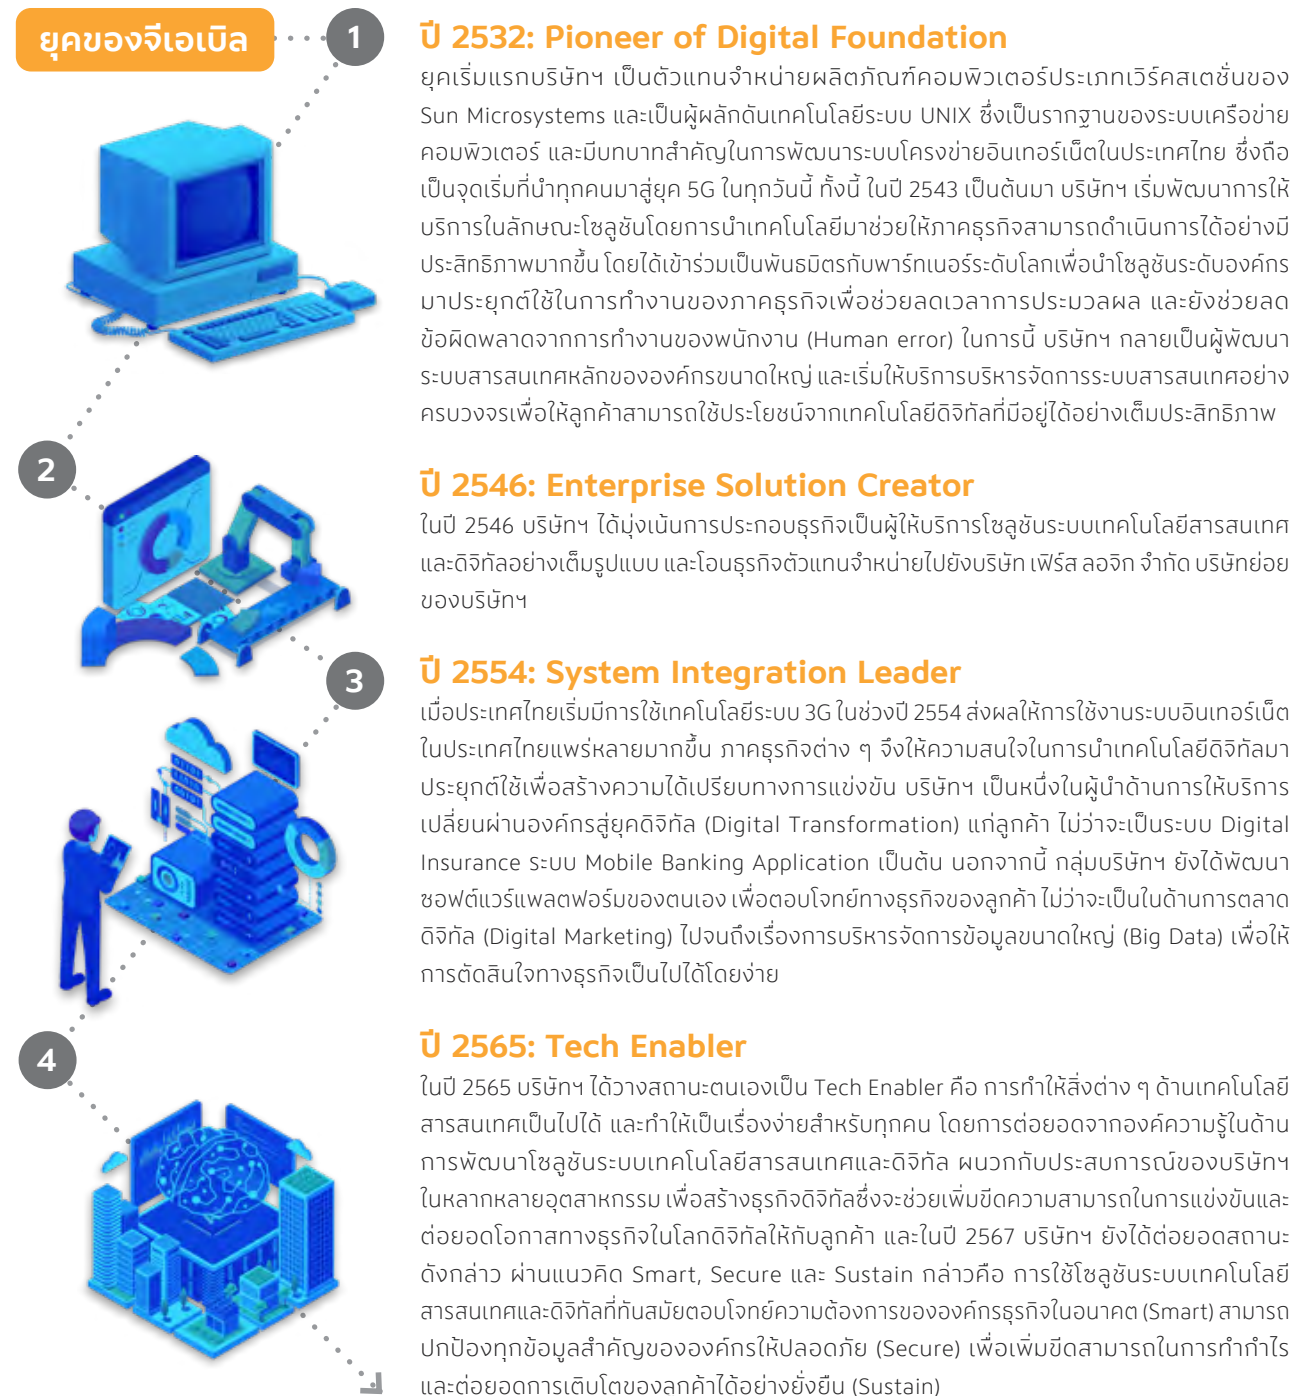 ยุคของจีเอเบิล
1
ปี 2532: Pioneer of Digital Foundation
ยุคเริ่มแรกบริษัทฯ เป็นตัวแทนจำหน่ายผลิตภัณฑ์คอมพิวเตอร์ประเภทเวิร์คสเตชั่นของ
Sun Microsystems และเป็นผู้ผลักดันเทคโนโลยีระบบ UNIX ซึ่งเป็นรากฐานของระบบเครือข่าย
คอมพิวเตอร์ และมีบทบาทสำคัญในการพัฒนาระบบโครงข่ายอินเทอร์เน็ตในประเทศไทย ซึ่งถือ
เป็นจุดเริ่มที่นำทุกคนมาสู่ยุค 5G ในทุกวันนี้ ทั้งนี้ ในปี 2543 เป็นต้นมา บริษัทฯ เริ่มพัฒนาการให้
บริการในลักษณะโซลูชันโดยการนำเทคโนโลยีมาช่วยให้ภาคธุรกิจสามารถดำเนินการได้อย่างมี
ประสิทธิภาพมากขึ้น โดยได้เข้าร่วมเป็นพันธมิตรกับพาร์ทเนอร์ระดับโลกเพื่อนำโซลูชันระดับองค์กร
มาประยุกต์ใช้ในการทำงานของภาคธุรกิจเพื่อช่วยลดเวลาการประมวลผล และยังช่วยลด
ข้อผิดพลาดจากการทำงานของพนักงาน (Human error) ในการนี้ บริษัทฯ กลายเป็นผู้พัฒนา
ระบบสารสนเทศหลักขององค์กรขนาดใหญ่ และเริ่มให้บริการบริหารจัดการระบบสารสนเทศอย่าง
ครบวงจรเพื่อให้ลูกค้าสามารถใช้ประโยชน์จากเทคโนโลยีดิจิทัลที่มีอยู่ได้อย่างเต็มประสิทธิภาพ
2
ปี 2546: Enterprise Solution Creator
ในปี 2546 บริษัทฯ ได้มุ่งเน้นการประกอบธุรกิจเป็นผู้ให้บริการโซลูชันระบบเทคโนโลยีสารสนเทศ
และดิจิทัลอย่างเต็มรูปแบบ และโอนธุรกิจตัวแทนจำหน่ายไปยังบริษัท เฟิร์ส ลอจิก จำกัด บริษัทย่อย
ของบริษัทฯ
3
ปี 2554: System Integration Leader
เมื่อประเทศไทยเริ่มมีการใช้เทคโนโลยีระบบ 3G ในช่วงปี 2554 ส่งผลให้การใช้งานระบบอินเทอร์เน็ต
ในประเทศไทยแพร่หลายมากขึ้น ภาคธุรกิจต่าง ๆ จึงให้ความสนใจในการนำเทคโนโลยีดิจิทัลมา
ประยุกต์ใช้เพื่อสร้างความได้เปรียบทางการแข่งขัน บริษัทฯ เป็นหนึ่งในผู้นำด้านการให้บริการ
เปลี่ยนผ่านองค์กรสู่ยุคดิจิทัล (Digital Transformation) แก่ลูกค้า ไม่ว่าจะเป็นระบบ Digital
Insurance ระบบ Mobile Banking Application เป็นต้น นอกจากนี้ กลุ่มบริษัทฯ ยังได้พัฒนา
ซอฟต์แวร์แพลตฟอร์มของตนเอง เพื่อตอบโจทย์ทางธุรกิจของลูกค้า ไม่ว่าจะเป็นในด้านการตลาด
ดิจิทัล (Digital Marketing) ไปจนถึงเรื่องการบริหารจัดการข้อมูลขนาดใหญ่ (Big Data) เพื่อให้
การตัดสินใจทางธุรกิจเป็นไปได้โดยง่าย
4
ปี 2565: Tech Enabler
ในปี 2565 บริษัทฯ ได้วางสถานะตนเองเป็น Tech Enabler คือ การทำให้สิ่งต่าง ๆ ด้านเทคโนโลยี
สารสนเทศเป็นไปได้ และทำให้เป็นเรื่องง่ายสำหรับทุกคน โดยการต่อยอดจากองค์ความรู้ในด้าน
การพัฒนาโซลูชันระบบเทคโนโลยีสารสนเทศและดิจิทัล ผนวกกับประสบการณ์ของบริษัทฯ
ในหลากหลายอุตสาหกรรม เพื่อสร้างธุรกิจดิจิทัลซึ่งจะช่วยเพิ่มขีดความสามารถในการแข่งขันและ
ต่อยอดโอกาสทางธุรกิจในโลกดิจิทัลให้กับลูกค้า และในปี 2567 บริษัทฯ ยังได้ต่อยอดสถานะ
ดังกล่าว ผ่านแนวคิด Smart, Secure และ Sustain กล่าวคือ การใช้โซลูชันระบบเทคโนโลยี
สารสนเทศและดิจิทัลที่ทันสมัยตอบโจทย์ความต้องการขององค์กรธุรกิจในอนาคต (Smart) สามารถ
ปกป้องทุกข้อมูลสำคัญขององค์กรให้ปลอดภัย (Secure) เพื่อเพิ่มขีดสามารถในการทำกำไร
และต่อยอดการเติบโตของลูกค้าได้อย่างยั่งยืน (Sustain)